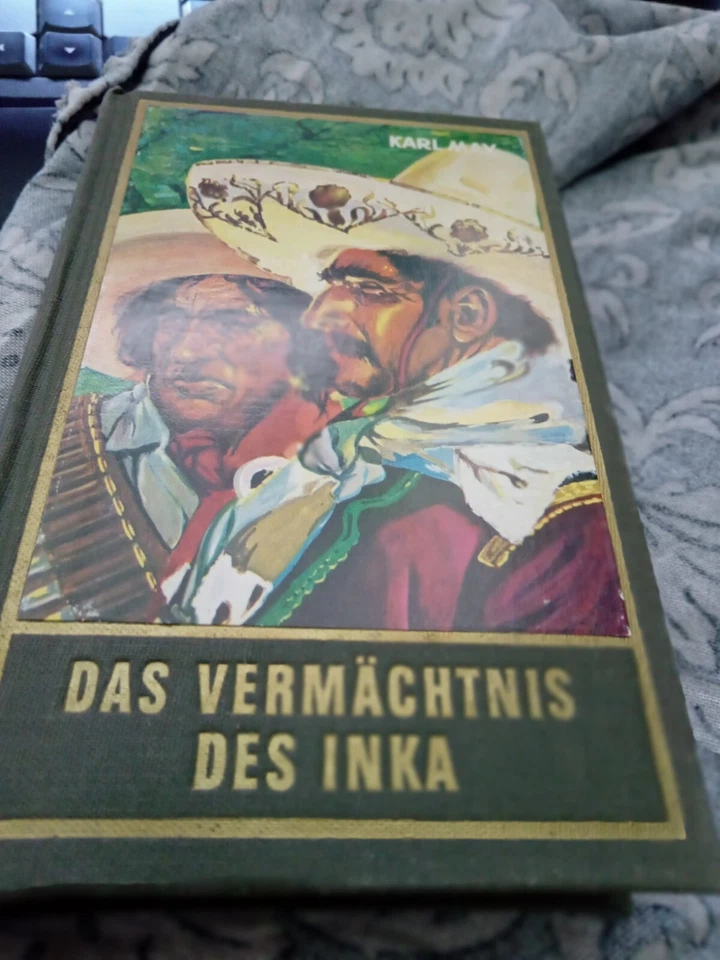 KARL MAY
DAS VERMÄCHTNIS
DES INKA